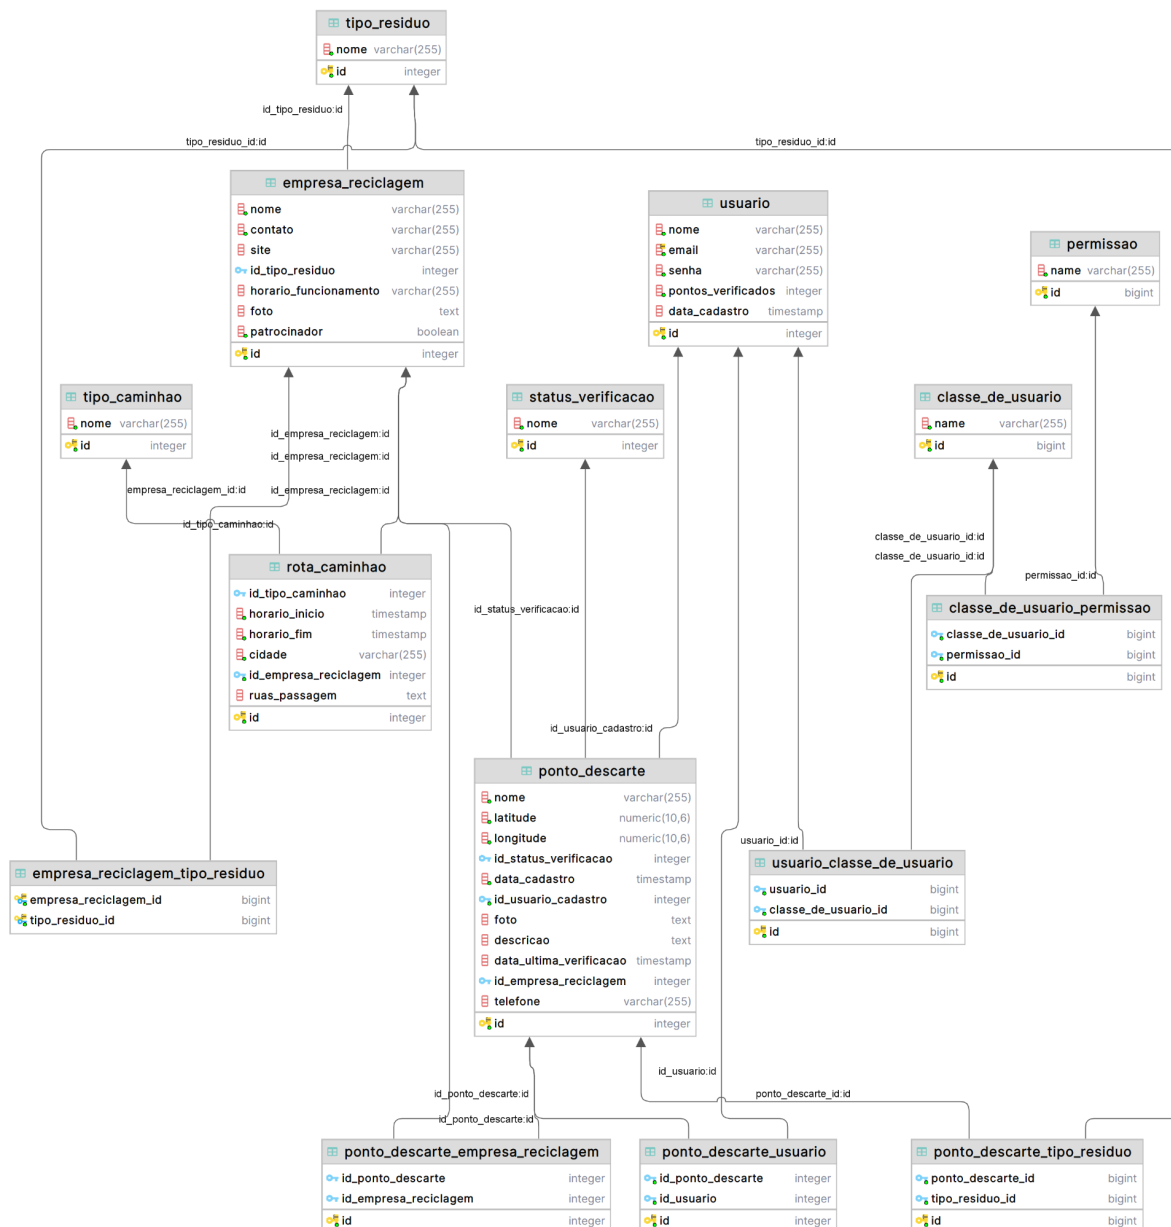 tipo_residuo
nome varchar(255)
id integer
id_tipo_residuo:id
tipo_residuo_id:id
tipo_residuo_id:id
empresa_reciclagem
nome varchar(255)
contato varchar(255)
site varchar(255)
id_tipo_residuo integer
horario_funcionamento varchar(255)
foto text
patrocinador boolean
id integer
usuario
nome varchar(255)
email varchar(255)
senha varchar(255)
pontos_verificados integer
data_cadastro timestamp
id integer
permissao
name varchar(255)
id bigint
tipo_caminhao
nome varchar(255)
id integer
status_verificacao
nome varchar(255)
id integer
classe_de_usuario
name varchar(255)
id bigint
id_empresa_reciclagem:id
id_empresa_reciclagem:id
empresa_reciclagem_id:id
id_empresa_reciclagem:id
id_tipo_caminhao:id
classe_de_usuario_id:id
classe_de_usuario_id:id
permissao_id:id
rota_caminhao
id_tipo_caminhao integer
horario_inicio timestamp
horario_fim timestamp
cidade varchar(255)
id_empresa_reciclagem integer
ruas_passagem text
id integer
id_status_verificacao:id
classe_de_usuario_permissao
classe_de_usuario_id bigint
permissao_id bigint
id bigint
id_usuario_cadastro:id
ponto_descarte
nome varchar(255)
latitude numeric(10,6)
longitude numeric(10,6)
id_status_verificacao integer
data_cadastro timestamp
id_usuario_cadastro integer
foto text
descricao text
data_ultima_verificacao timestamp
id_empresa_reciclagem integer
telefone varchar(255)
id integer
usuario_id:id
empresa_reciclagem_tipo_residuo
empresa_reciclagem_id bigint
tipo_residuo_id bigint
usuario_classe_de_usuario
usuario_id bigint
classe_de_usuario_id bigint
id bigint
id_usuario:id
id_ponto_descarte:id
ponto_descarte_id:id
id_ponto_descarte:id
ponto_descarte_empresa_reciclagem
id_ponto_descarte integer
id_empresa_reciclagem integer
id integer
ponto_descarte_usuario
id_ponto_descarte integer
id_usuario integer
id integer
ponto_descarte_tipo_residuo
ponto_descarte_id bigint
tipo_residuo_id bigint
id bigint